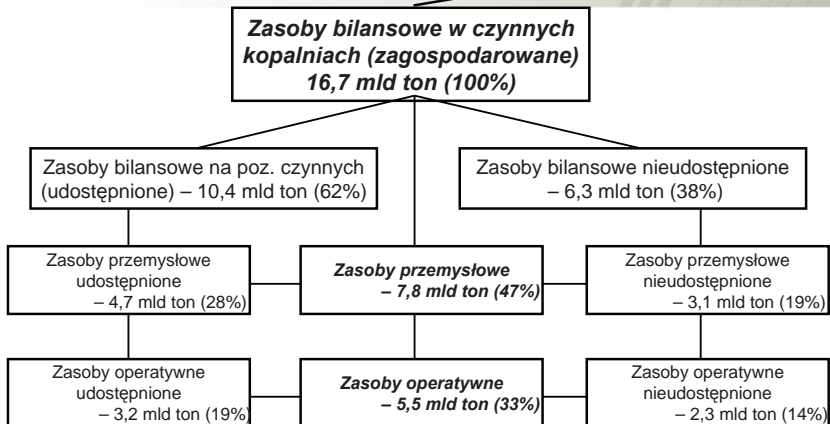 Zasoby bilansowe w czynnych
kopalniach (zagospodarowane)
16,7 mld ton (100%)
Zasoby bilansowe na poz. czynnych
(udostępnione) – 10,4 mld ton (62%)
Zasoby bilansowe nieudostępnione
– 6,3 mld ton (38%)
Zasoby przemysłowe
udostępnione
– 4,7 mld ton (28%)
Zasoby przemysłowe
– 7,8 mld ton (47%)
Zasoby przemysłowe
nieudostępnione
– 3,1 mld ton (19%)
Zasoby operatywne
udostępnione
– 3,2 mld ton (19%)
Zasoby operatywne
– 5,5 mld ton (33%)
Zasoby operatywne
nieudostępnione
– 2,3 mld ton (14%)